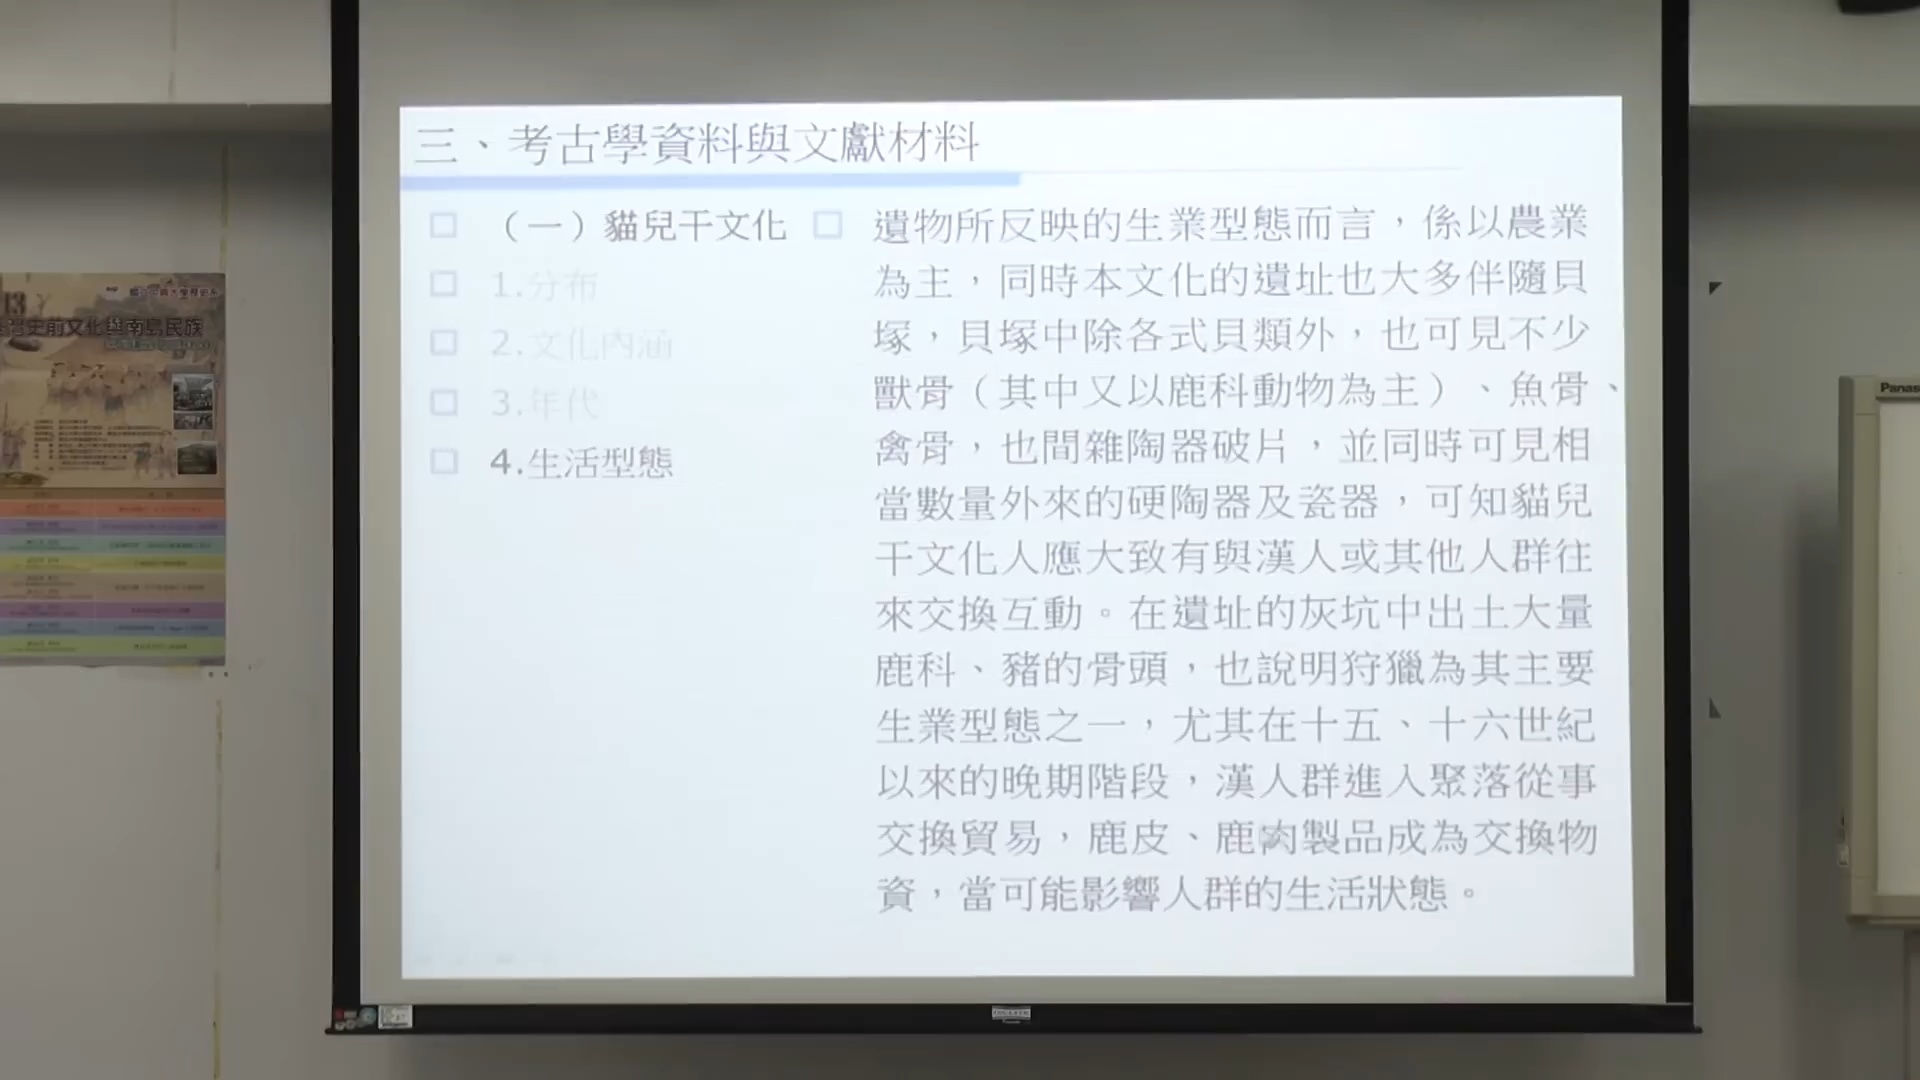 三、考古學資料與文獻材料
（一）貓兒干文化
1.分布
2.文化內涵
3.年代
4.生活型態
遺物所反映的生業型態而言，係以農業
為主，同時本文化的遺址也大多伴隨貝
塚，貝塚中除各式貝類外，也可見不少
獸骨（其中又以鹿科動物為主）、魚骨、
禽骨，也間雜陶器破片，並同時可見相
當數量外來的硬陶器及瓷器，可知貓兒
干文化人應大致有與漢人或其他人群往
來交換互動。在遺址的灰坑中出土大量
鹿科、豬的骨頭，也說明狩獵為其主要
生業型態之一，尤其在十五、十六世紀
以來的晚期階段，漢人群進入聚落從事
交換貿易，鹿皮、鹿肉製品成為交換物
資，當可能影響人群的生活狀態。
史前文化與南島民族
Panas